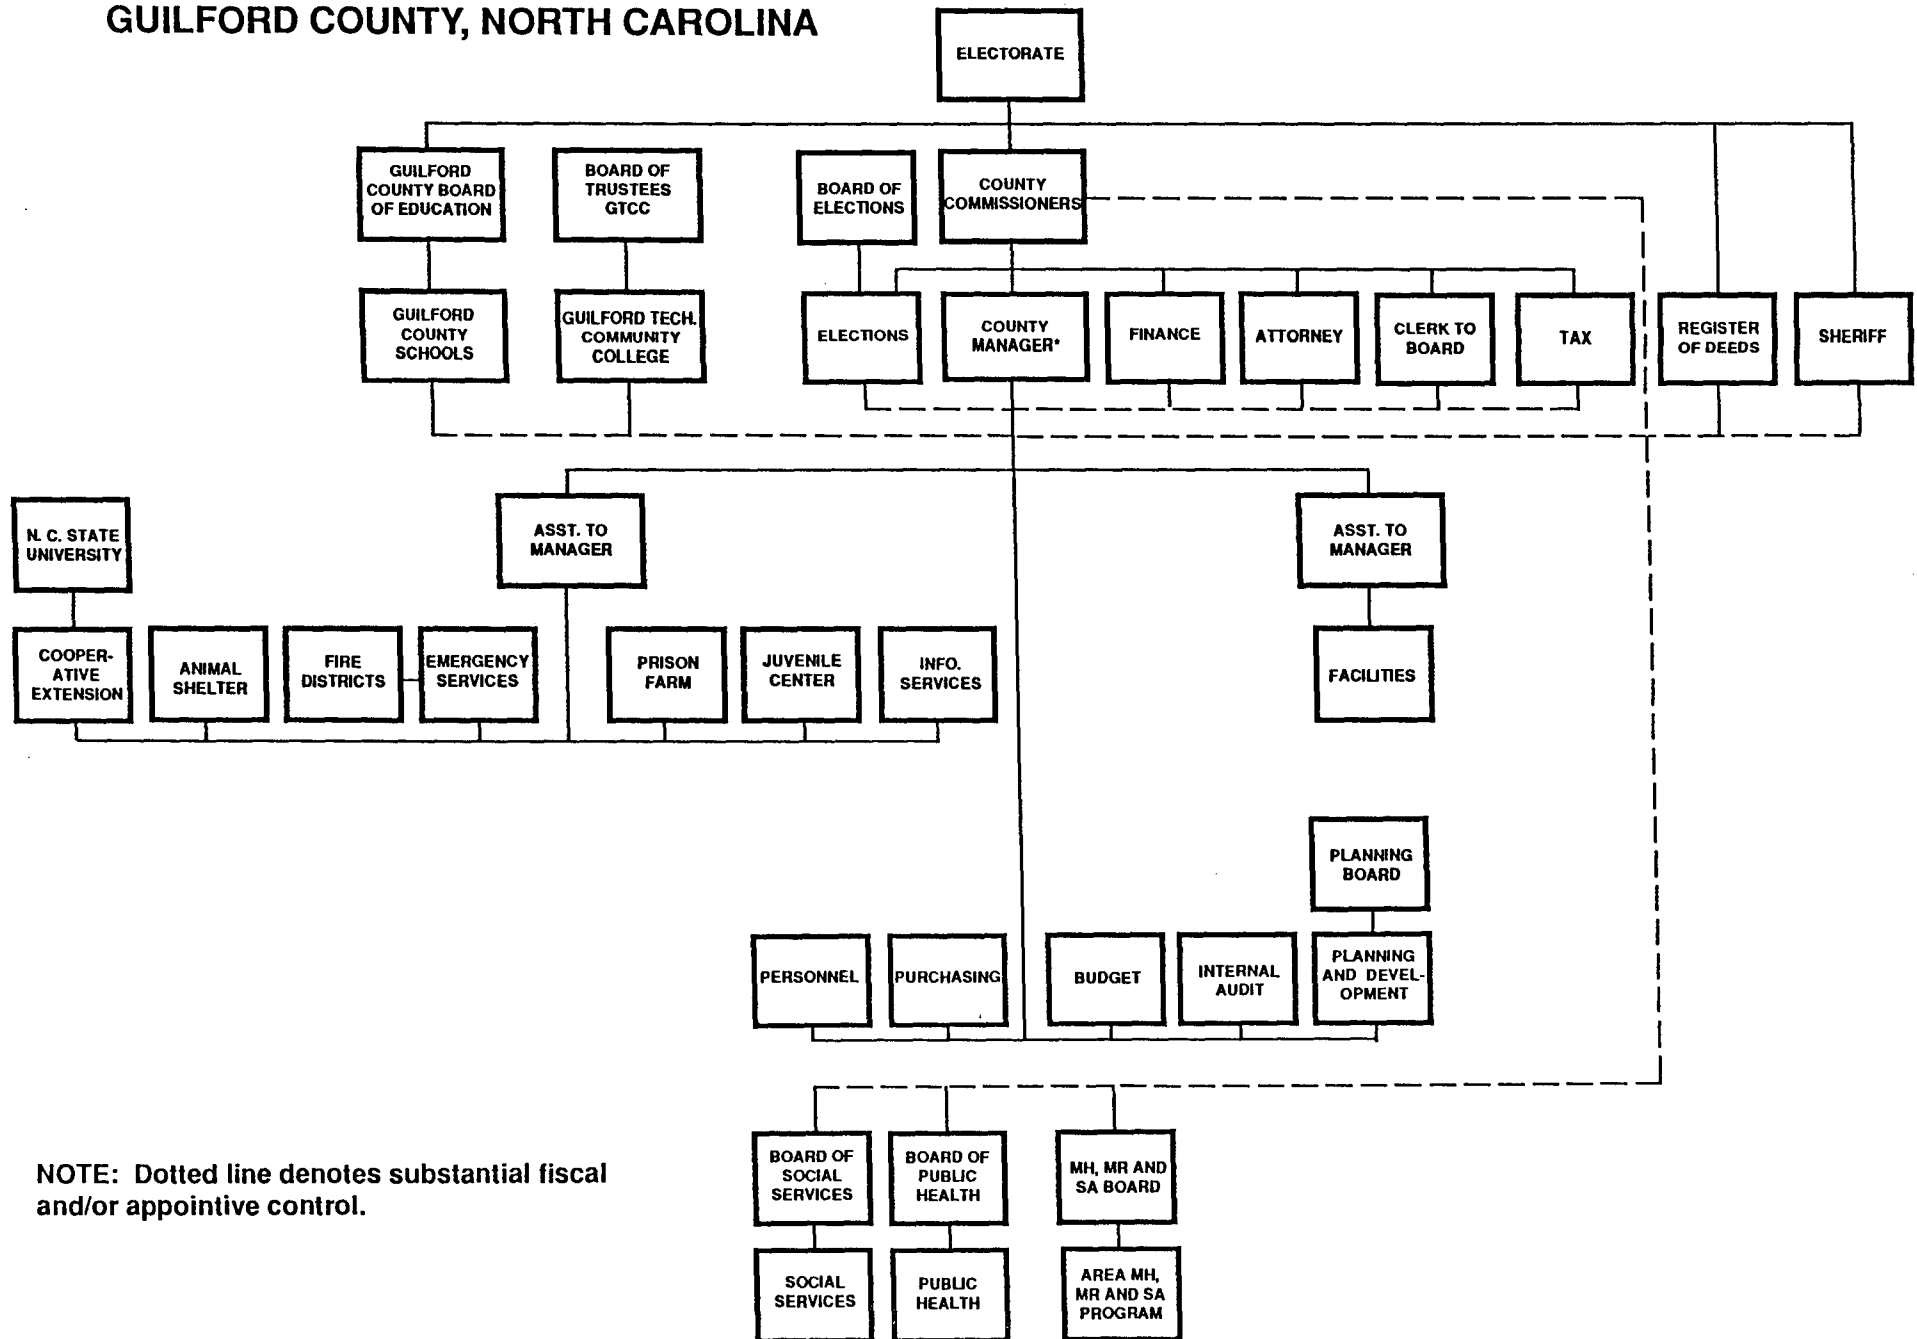 GUILFORD COUNTY, NORTH CAROLINA
ELECTORATE
GUILFORD
COUNTY BOARD
OF EDUCATION
BOARD OF
TRUSTEES
GTCC
BOARD OF
ELECTIONS
COUNTY
COMMISSIONERS
GUILFORD
COUNTY
SCHOOLS
GUILFORD TECH.
COMMUNITY
COLLEGE
ELECTIONS
COUNTY
MANAGER*
FINANCE
ATTORNEY
CLERK TO
BOARD
TAX
REGISTER
OF DEEDS
SHERIFF
N. C. STATE
UNIVERSITY
ASST. TO
MANAGER
ASST. TO
MANAGER
COOPER-
ATIVE
EXTENSION
ANIMAL
SHELTER
FIRE
DISTRICTS
EMERGENCY
SERVICES
PRISON
FARM
JUVENILE
CENTER
INFO.
SERVICES
FACILITIES
PLANNING
BOARD
PERSONNEL
PURCHASING
BUDGET
INTERNAL
AUDIT
PLANNING
AND DEVEL-
OPMENT
BOARD OF
SOCIAL
SERVICES
BOARD OF
PUBLIC
HEALTH
MH, MR AND
SA BOARD
SOCIAL
SERVICES
PUBLIC
HEALTH
AREA MH,
MR AND SA
PROGRAM
NOTE: Dotted line denotes substantial fiscal
and/or appointive control.